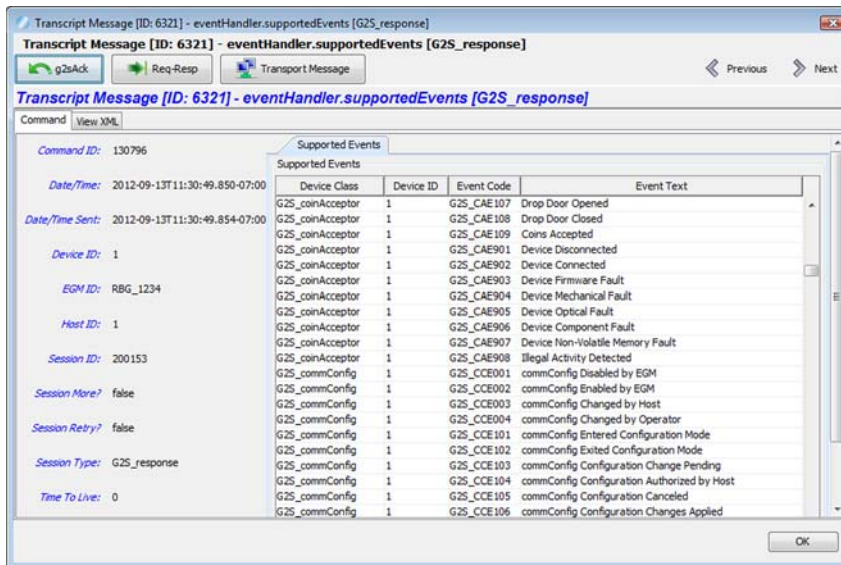 Transcript Message [ID: 6321] - eventHandler.supportedEvents [G2S_response]
Transcript Message [ID: 6321] - eventHandler.supportedEvents [G2S_response]
g2sAck Req-Resp Transport Message Previous Next
Transcript Message [ID: 6321] - eventHandler.supportedEvents [G2S_response]
Command View XML
Command ID: 130796
Date/Time: 2012-09-13T11:30:49.850-07:00
Date/Time Sent: 2012-09-13T11:30:49.854-07:00
Device ID: 1
EGM ID: RBG_1234
Host ID: 1
Session ID: 200153
Session More? false
Session Retry? false
Session Type: G2S_response
Time To Live: 0
Supported Events
Supported Events
Device Class Device ID Event Code Event Text
G2S_coinAcceptor 1 G2S_CAE107 Drop Door Opened
G2S_coinAcceptor 1 G2S_CAE108 Drop Door Closed
G2S_coinAcceptor 1 G2S_CAE109 Coins Accepted
G2S_coinAcceptor 1 G2S_CAE901 Device Disconnected
G2S_coinAcceptor 1 G2S_CAE902 Device Connected
G2S_coinAcceptor 1 G2S_CAE903 Device Firmware Fault
G2S_coinAcceptor 1 G2S_CAE904 Device Mechanical Fault
G2S_coinAcceptor 1 G2S_CAE905 Device Optical Fault
G2S_coinAcceptor 1 G2S_CAE906 Device Component Fault
G2S_coinAcceptor 1 G2S_CAE907 Device Non-Volatile Memory Fault
G2S_coinAcceptor 1 G2S_CAE908 Illegal Activity Detected
G2S_commConfig 1 G2S_CCE001 commConfig Disabled by EGM
G2S_commConfig 1 G2S_CCE002 commConfig Enabled by EGM
G2S_commConfig 1 G2S_CCE003 commConfig Changed by Host
G2S_commConfig 1 G2S_CCE004 commConfig Changed by Operator
G2S_commConfig 1 G2S_CCE101 commConfig Entered Configuration Mode
G2S_commConfig 1 G2S_CCE102 commConfig Exited Configuration Mode
G2S_commConfig 1 G2S_CCE103 commConfig Configuration Change Pending
G2S_commConfig 1 G2S_CCE104 commConfig Configuration Authorized by Host
G2S_commConfig 1 G2S_CCE105 commConfig Configuration Canceled
G2S_commConfig 1 G2S_CCE106 commConfig Configuration Changes Applied
OK